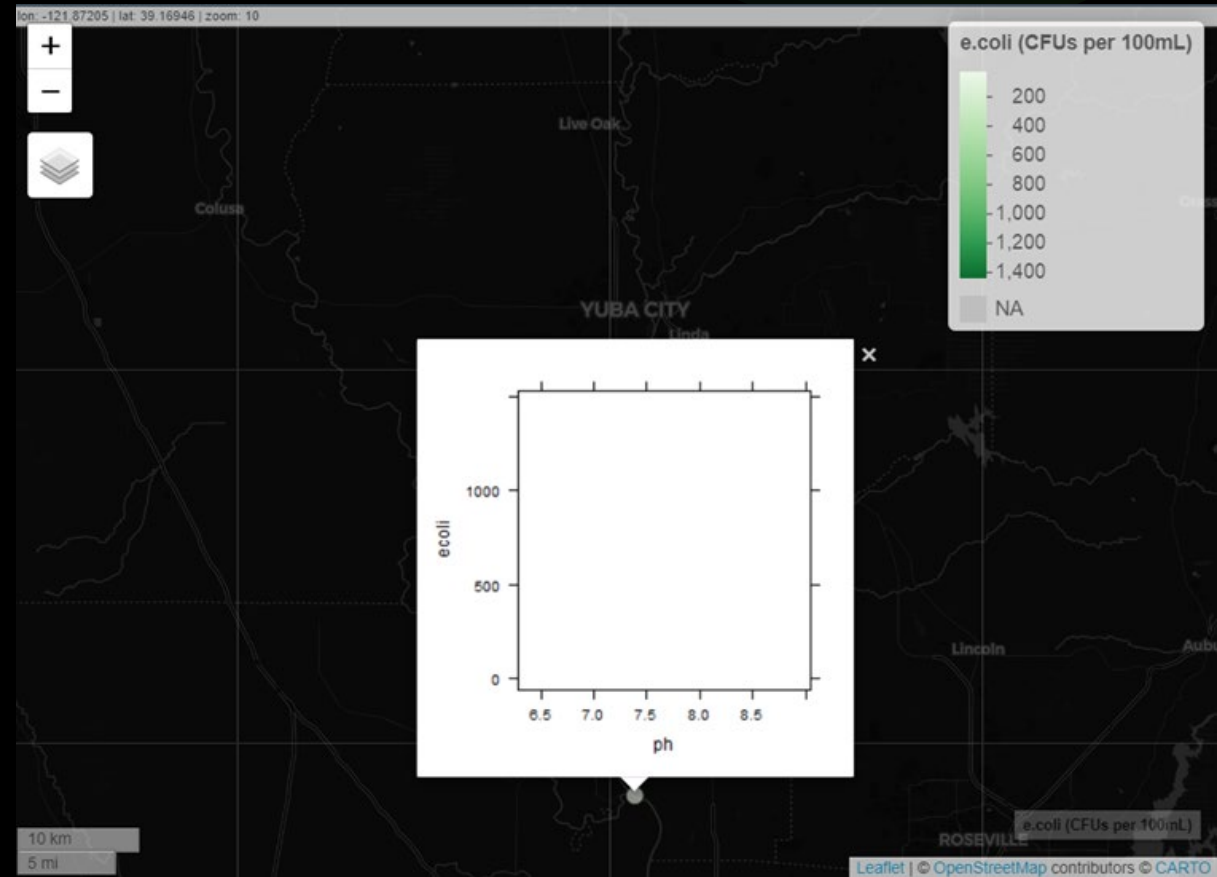 lon: -121.87205 | lat: 39.16946 | zoom: 10
+
−
e.coli (CFUs per 100mL)
200
400
600
800
1,000
1,200
1,400
NA
Live Oak
Colusa
YUBA CITY
Linda
×
1000
500
0
ecoli
6.5 7.0 7.5 8.0 8.5
ph
Lincoln
Aubu
ROSEVILLE
e.coli (CFUs per 100mL)
10 km
5 mi
Leaflet | © OpenStreetMap contributors © CARTO